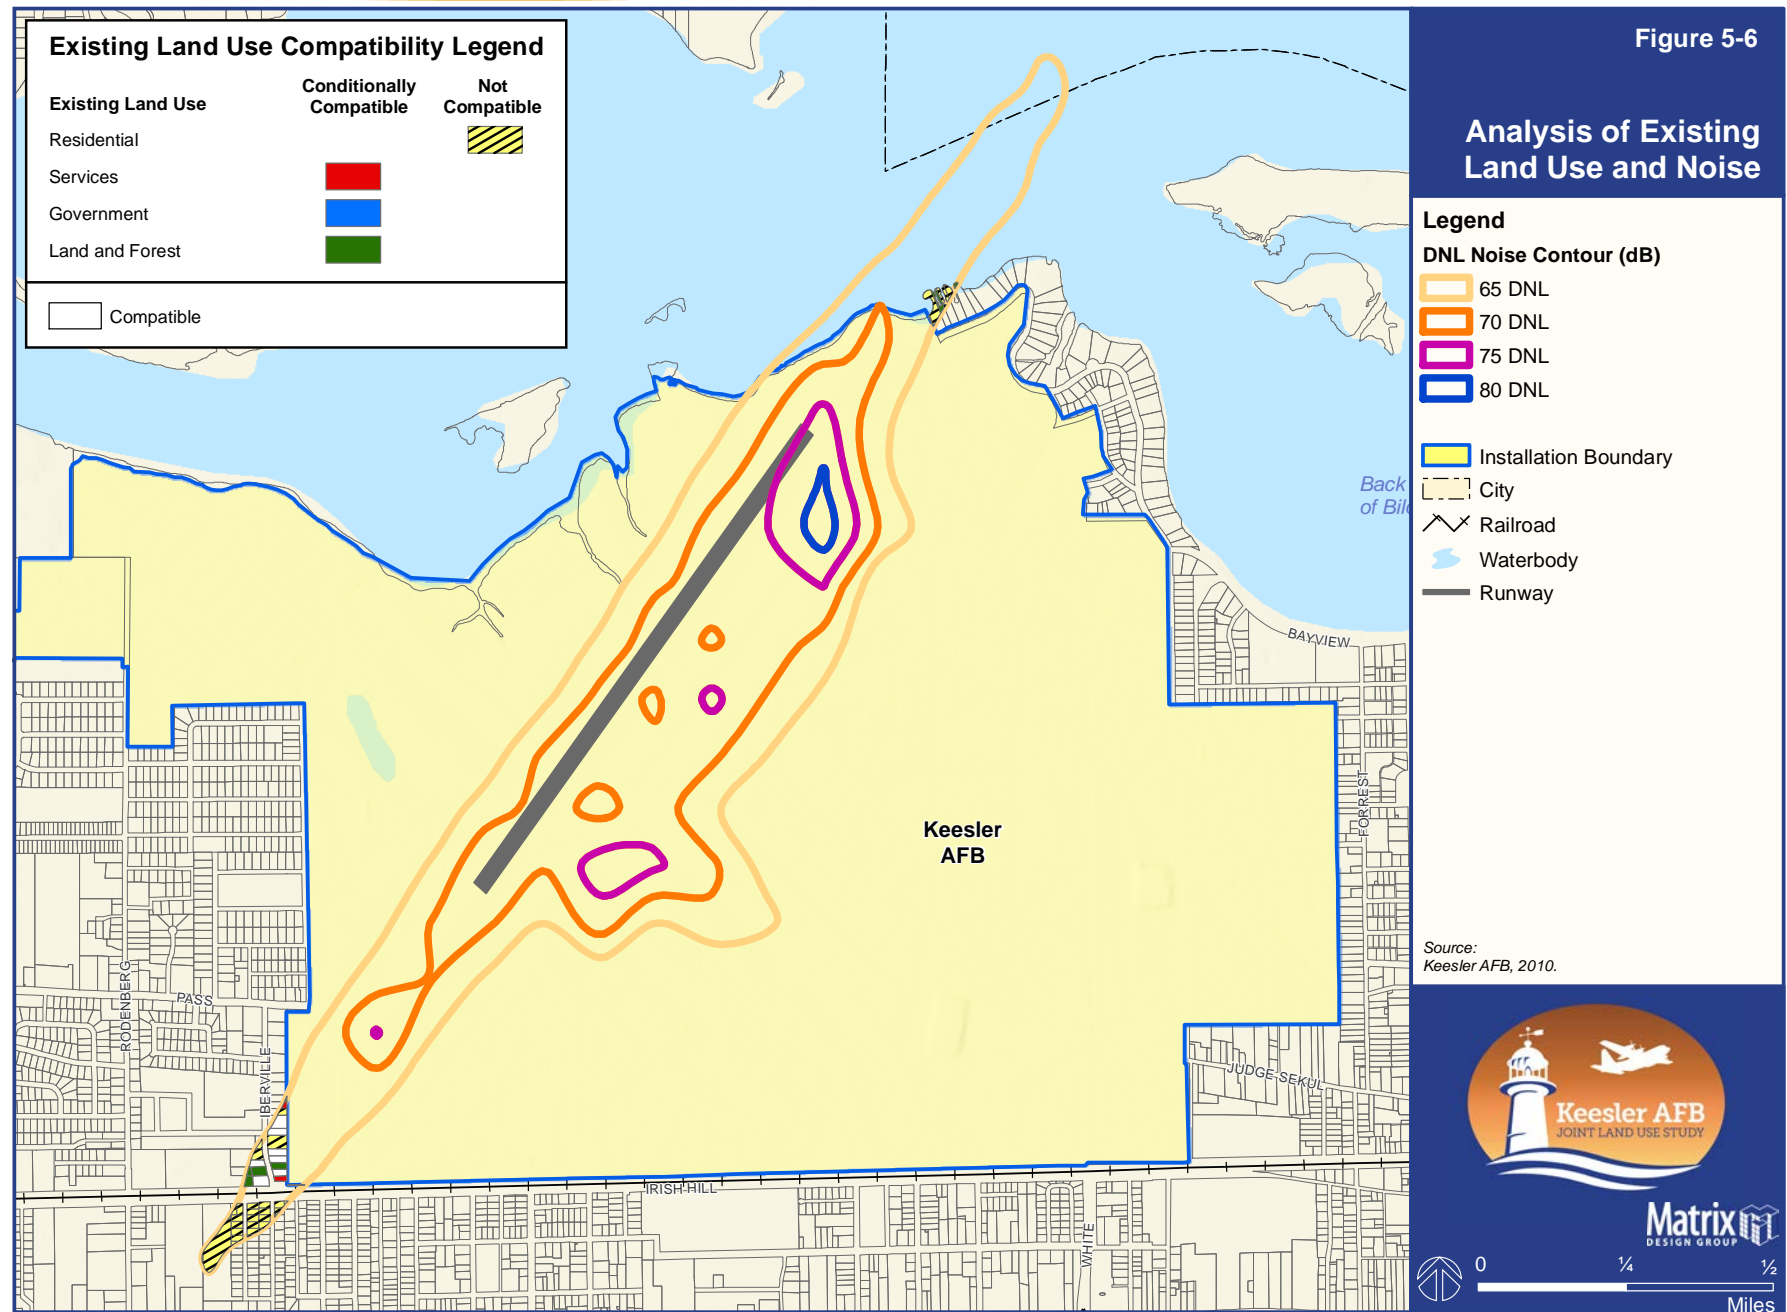 Existing Land Use Compatibility Legend
Existing Land Use
Conditionally
Compatible
Not
Compatible
Residential
Services
Government
Land and Forest
Compatible
Figure 5-6
Analysis of Existing
Land Use and Noise
Legend
DNL Noise Contour (dB)
65 DNL
70 DNL
75 DNL
80 DNL
Installation Boundary
City
Railroad
Waterbody
Runway
Source:
Keesler AFB, 2010.
Back
of
BAYVIEW
FORREST
Keesler
AFB
RODENBERG
PASS
IBERVILLE
JUDGE SEKUL
IRISH HILL
WHITE
Keesler AFB
JOINT LAND USE STUDY
Matrix
DESIGN GROUP
0 ¼ ½
Miles